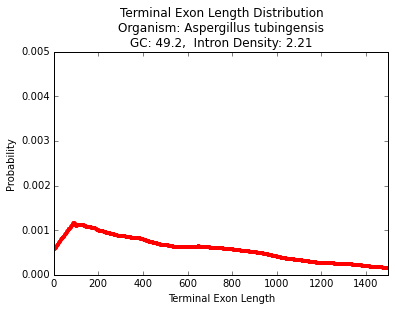 Terminal Exon Length Distribution
Organism: Aspergillus tubingensis
GC: 49.2,  Intron Density: 2.21
0.005
0.004
0.003
0.002
0.001
0.000
Probability
0 200 400 600 800 1000 1200 1400
Terminal Exon Length